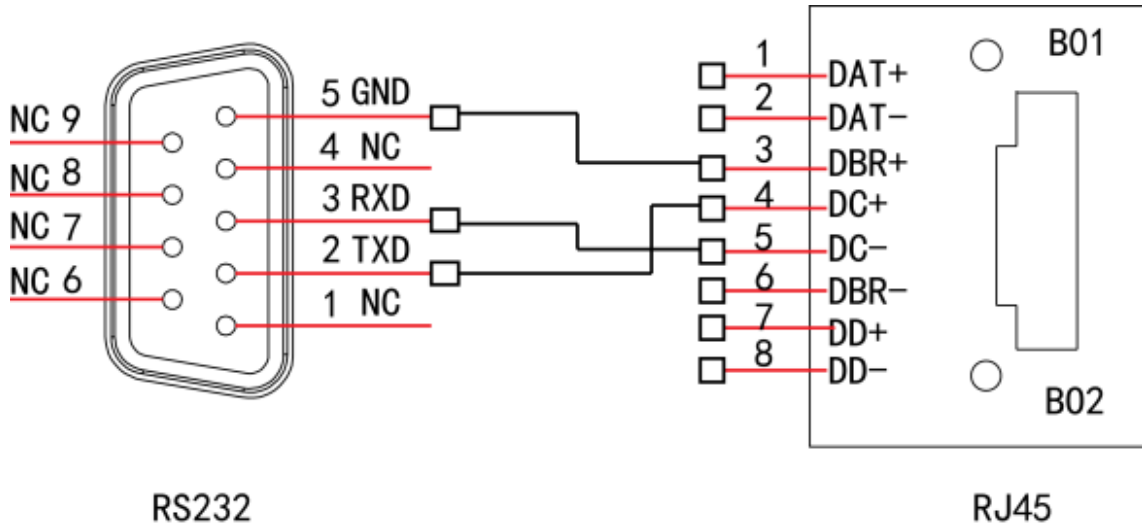 NC 9
NC 8
NC 7
NC 6
5 GND
4 NC
3 RXD
2 TXD
1 NC
1 DAT+
2 DAT-
3 DBR+
4 DC+
5 DC-
6 DBR-
7 DD+
8 DD-
B01
B02
RS232
RJ45